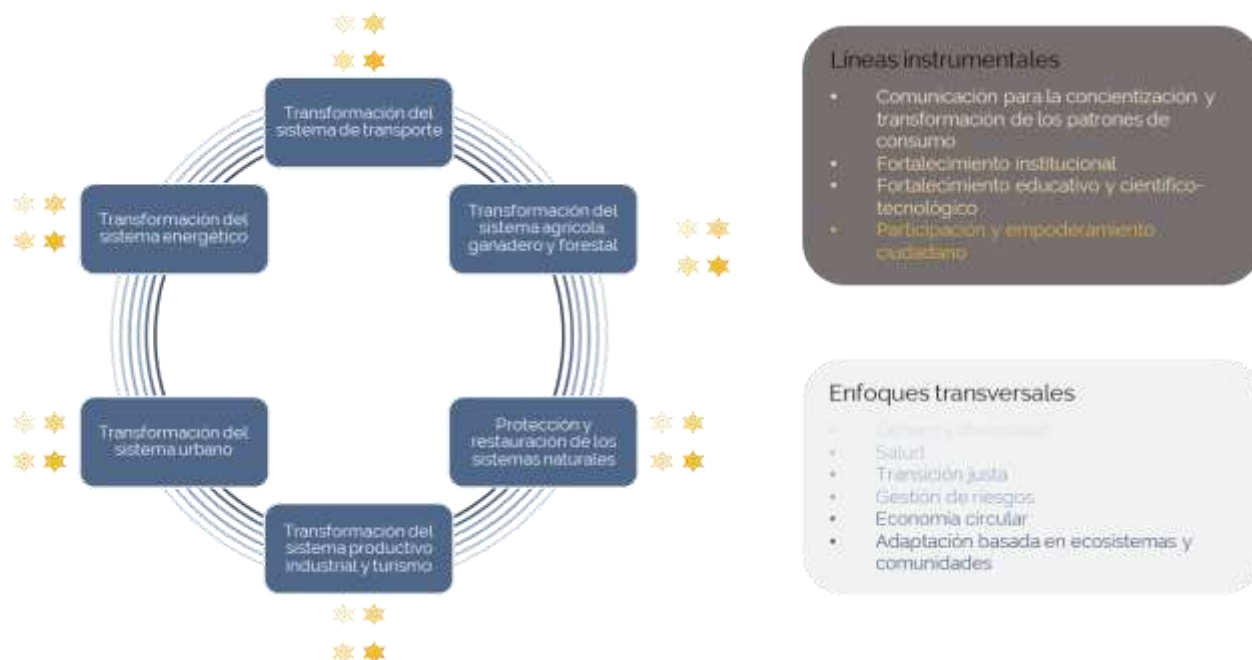 Transformación del
sistema de transporte
Transformación del
sistema energético
Transformación del
sistema agrícola,
ganadero y forestal
Transformación del
sistema urbano
Protección y
restauración de los
sistemas naturales
Transformación del
sistema productivo
industrial y turismo
Líneas instrumentales
• Comunicación para la concientización y
transformación de los patrones de
consumo
• Fortalecimiento institucional
• Fortalecimiento educativo y científico-
tecnológico
• Participación y empoderamiento
ciudadano
Enfoques transversales
• Género y diversidad
• Salud
• Transición justa
• Gestión de riesgos
• Economía circular
• Adaptación basada en ecosistemas y
comunidades